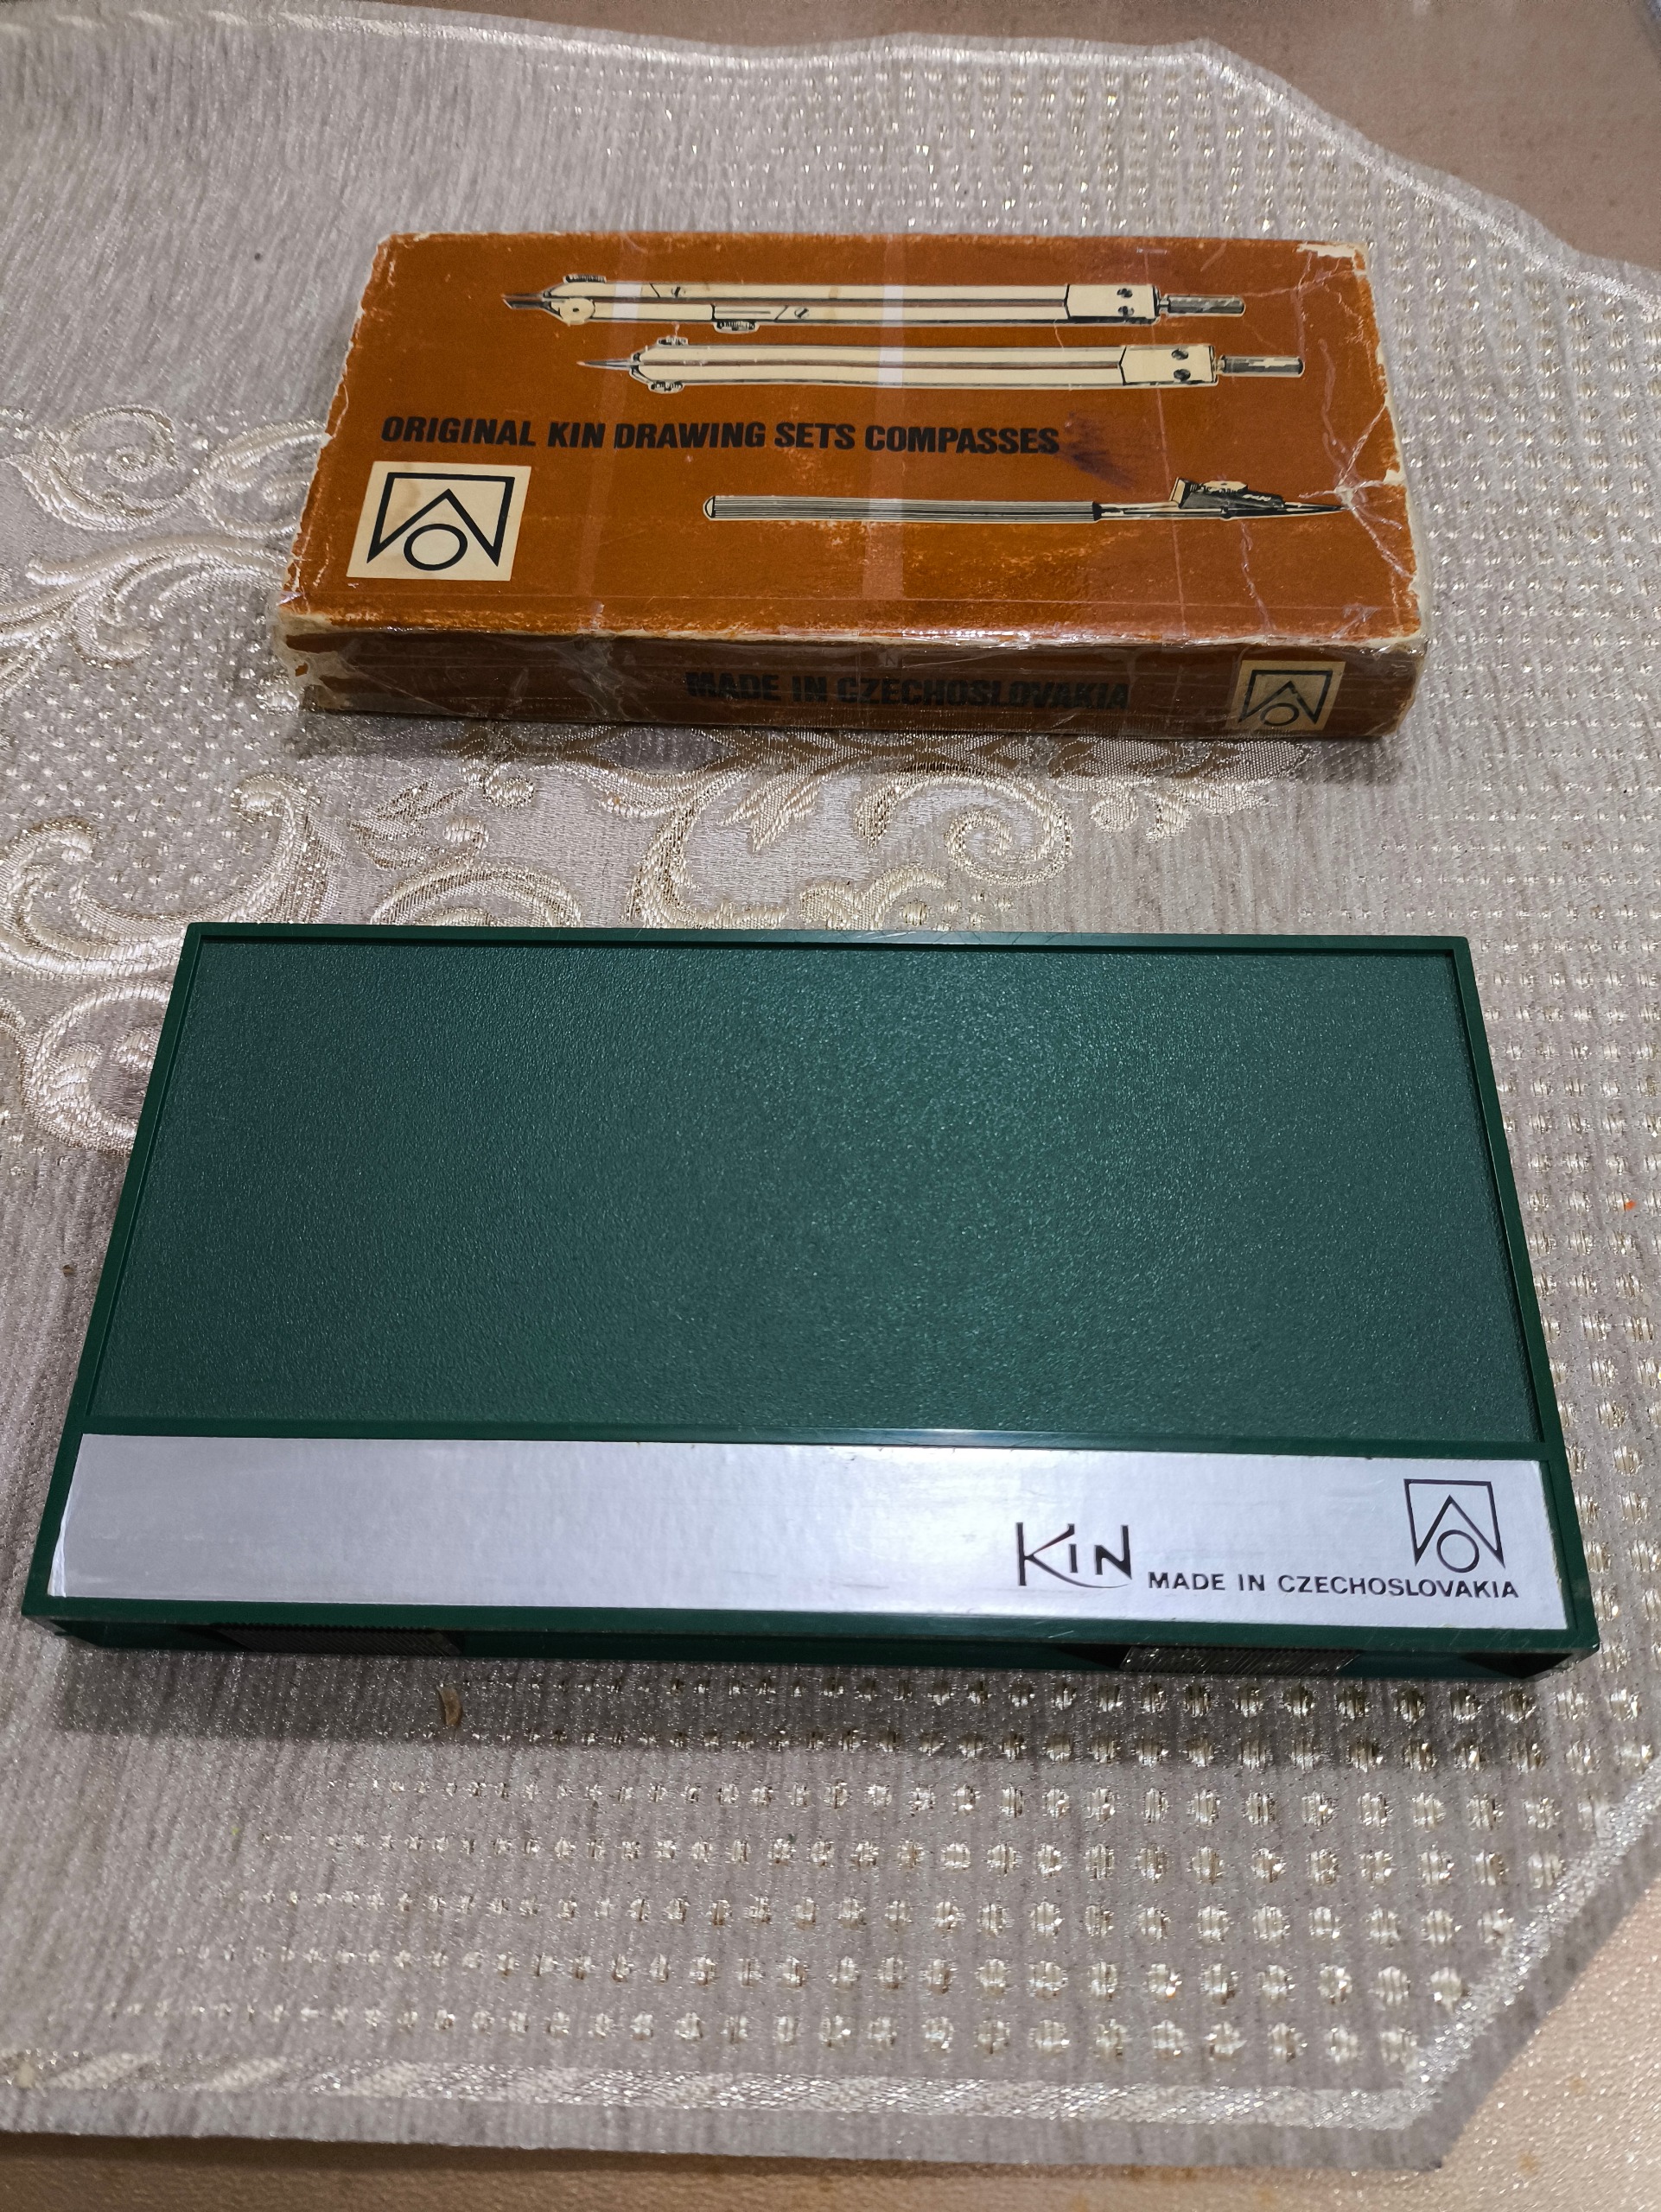 ORIGINAL KIN DRAWING SETS COMPASSES
MADE IN CZECHOSLOVAKIA
KIN MADE IN CZECHOSLOVAKIA